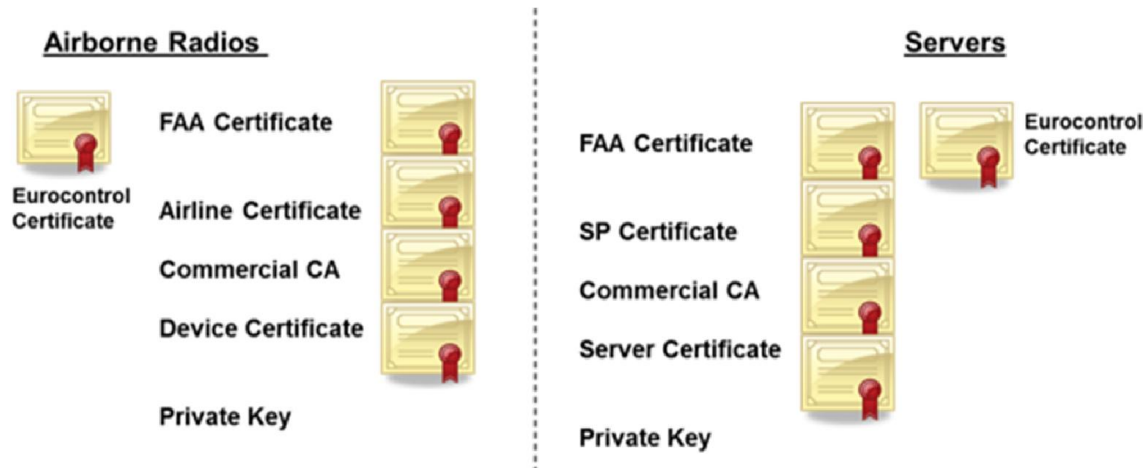 Airborne Radios
Eurocontrol
Certificate
FAA Certificate
Airline Certificate
Commercial CA
Device Certificate
Private Key
Servers
FAA Certificate
SP Certificate
Commercial CA
Server Certificate
Private Key
Eurocontrol
Certificate